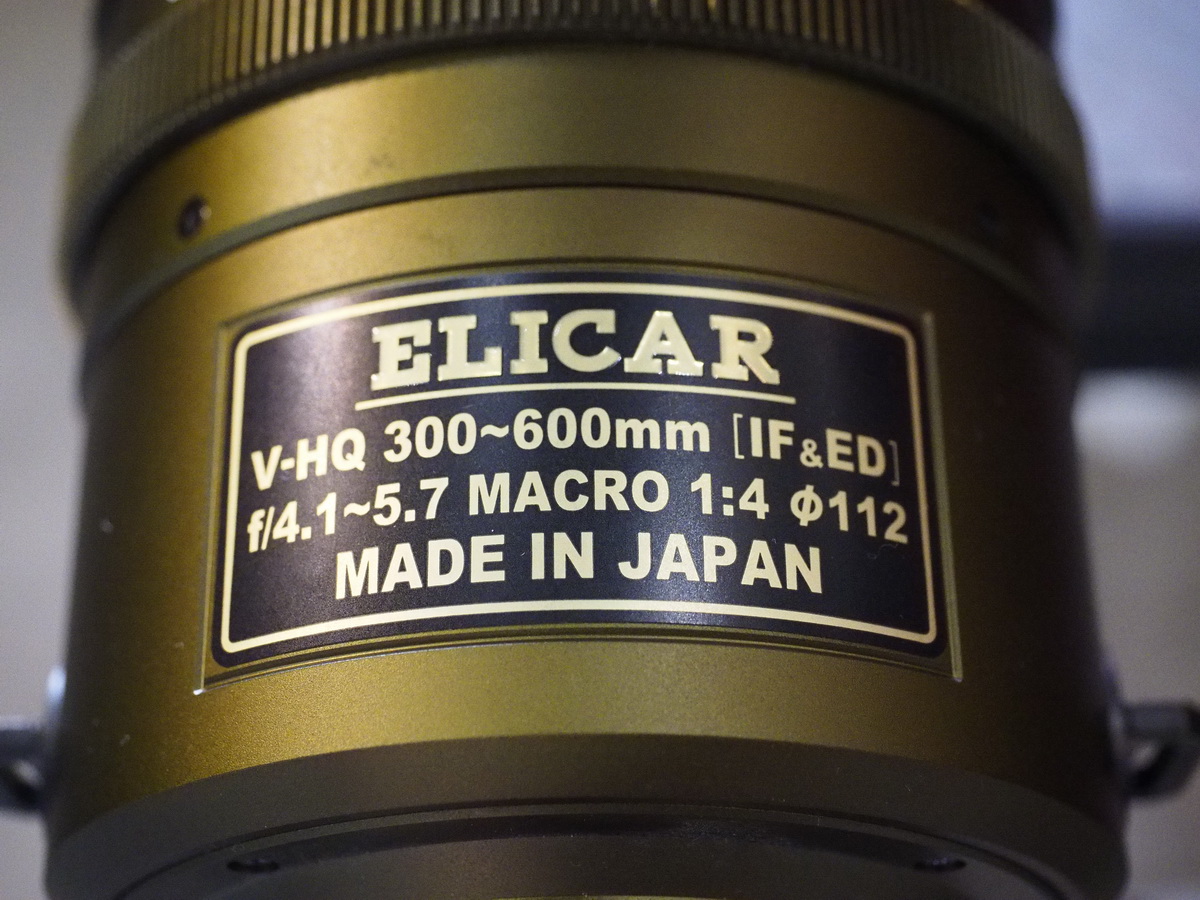 ELICAR
V-HQ 300~600mm [IF&ED]
f/4.1~5.7 MACRO 1:4 ϕ112
MADE IN JAPAN